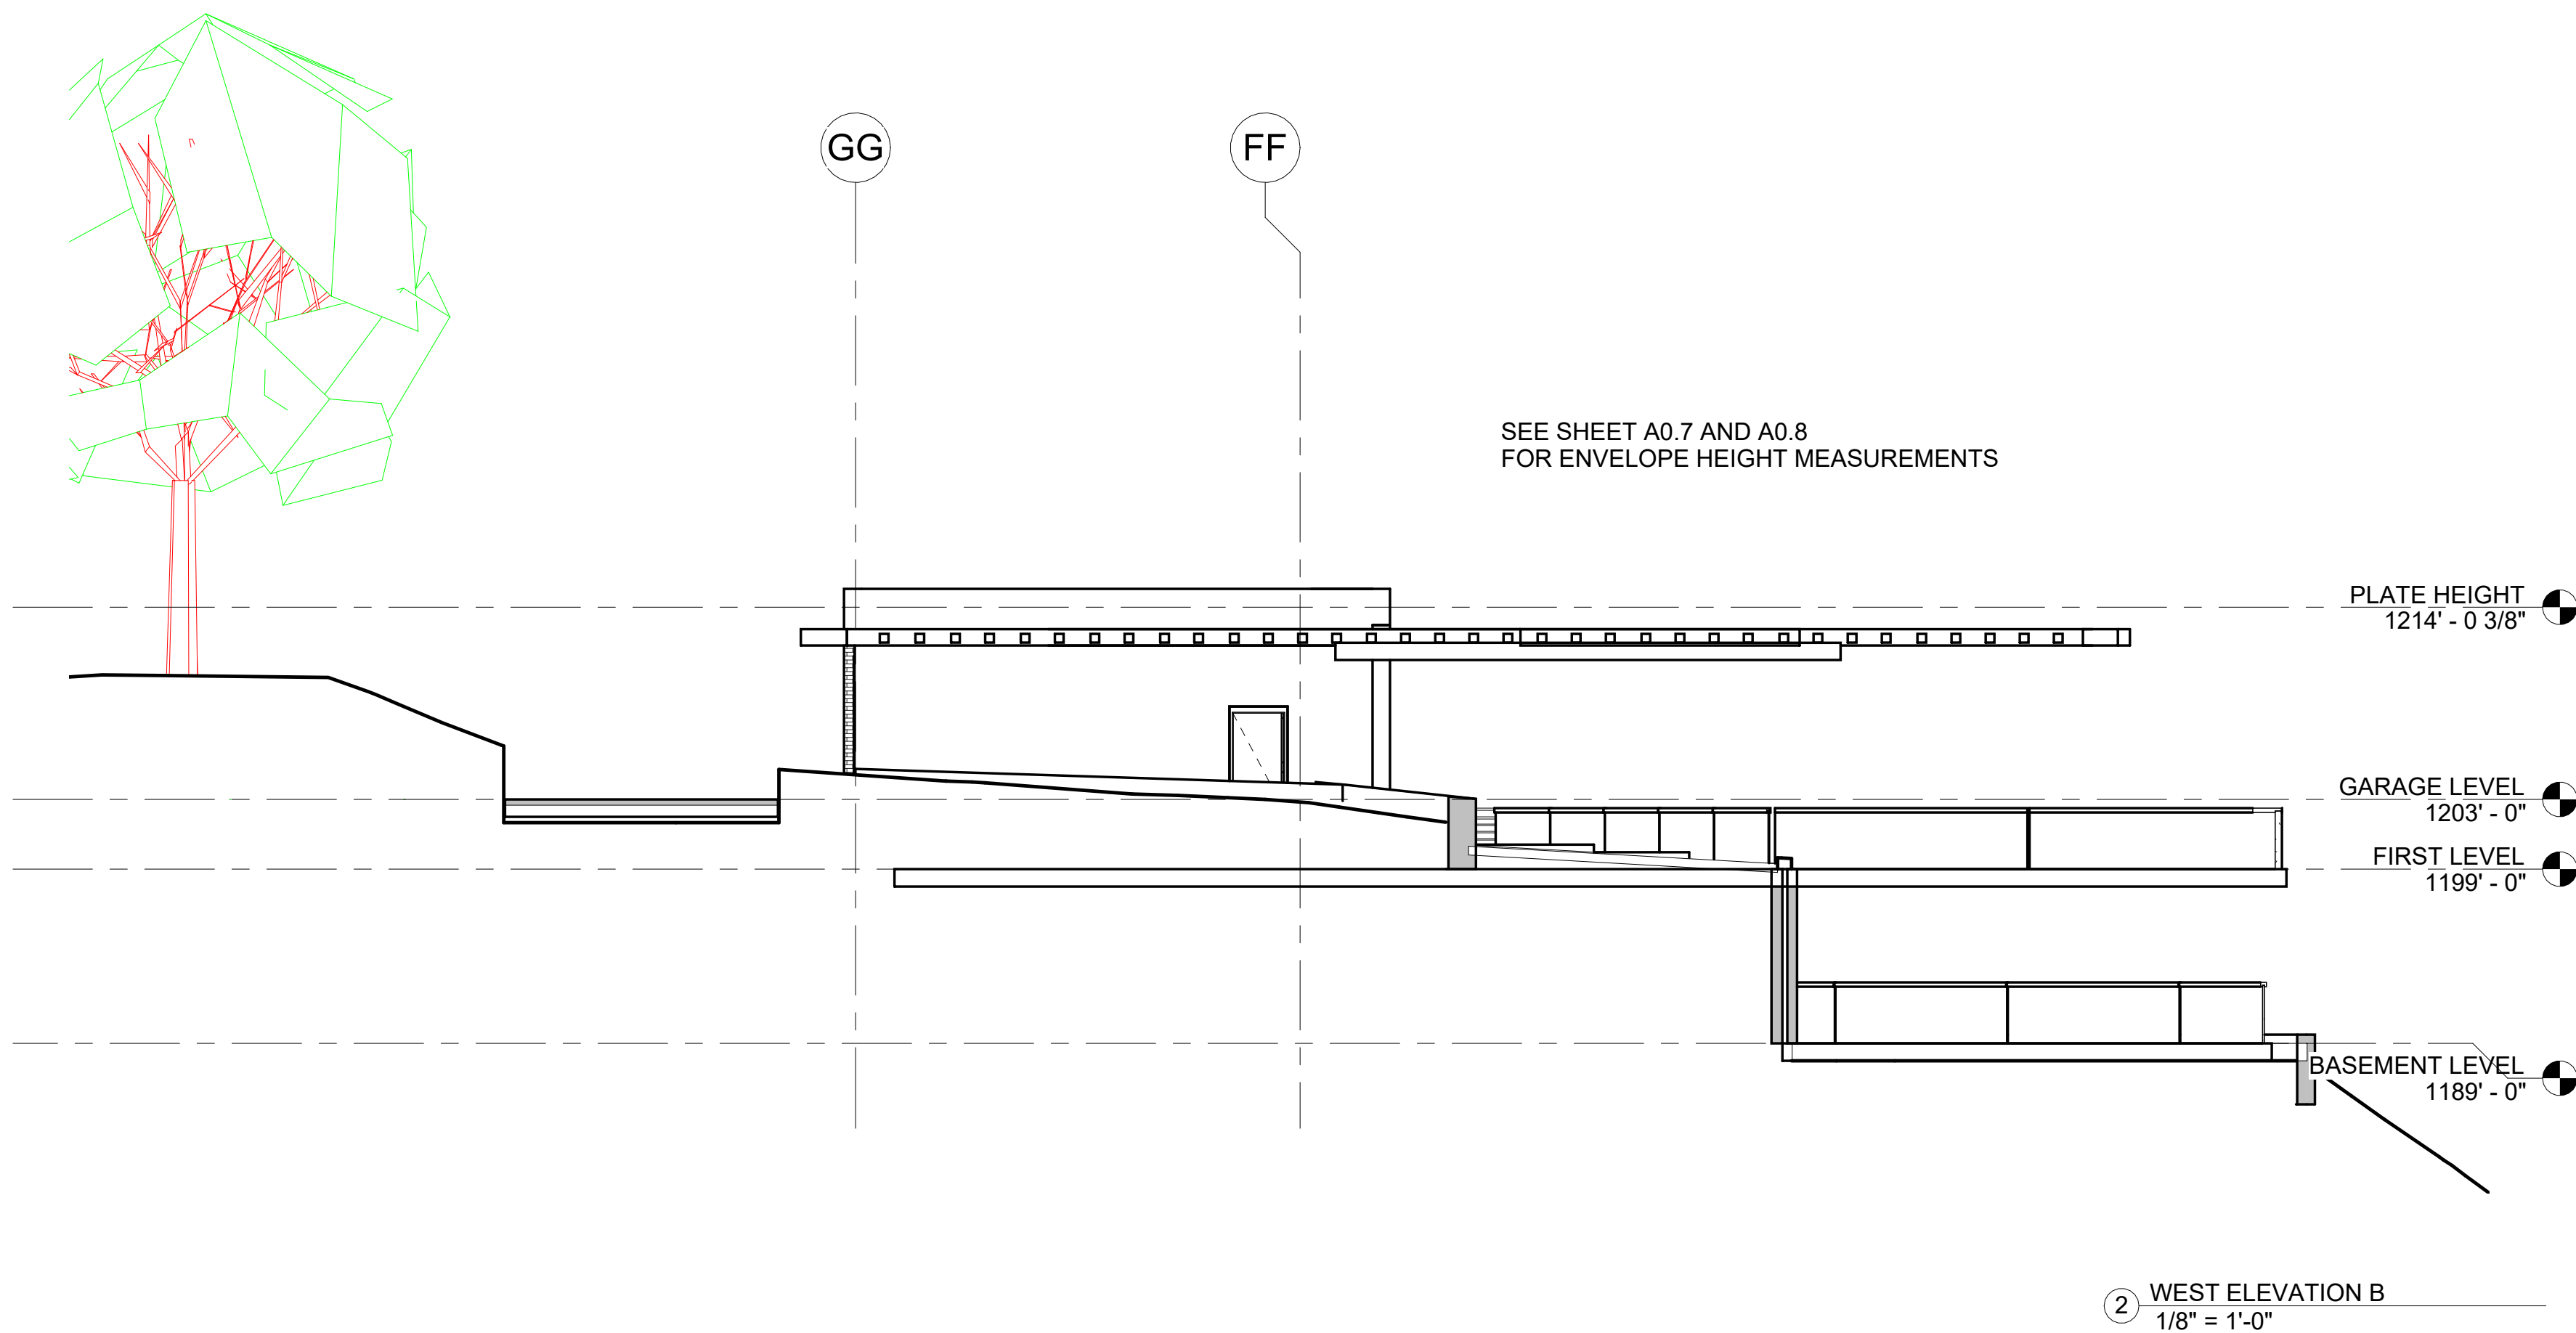 GG
FF
SEE SHEET A0.7 AND A0.8
FOR ENVELOPE HEIGHT MEASUREMENTS
PLATE HEIGHT
1214' - 0 3/8"
GARAGE LEVEL
1203' - 0"
FIRST LEVEL
1199' - 0"
BASEMENT LEVEL
1189' - 0"
2
WEST ELEVATION B
1/8" = 1'-0"